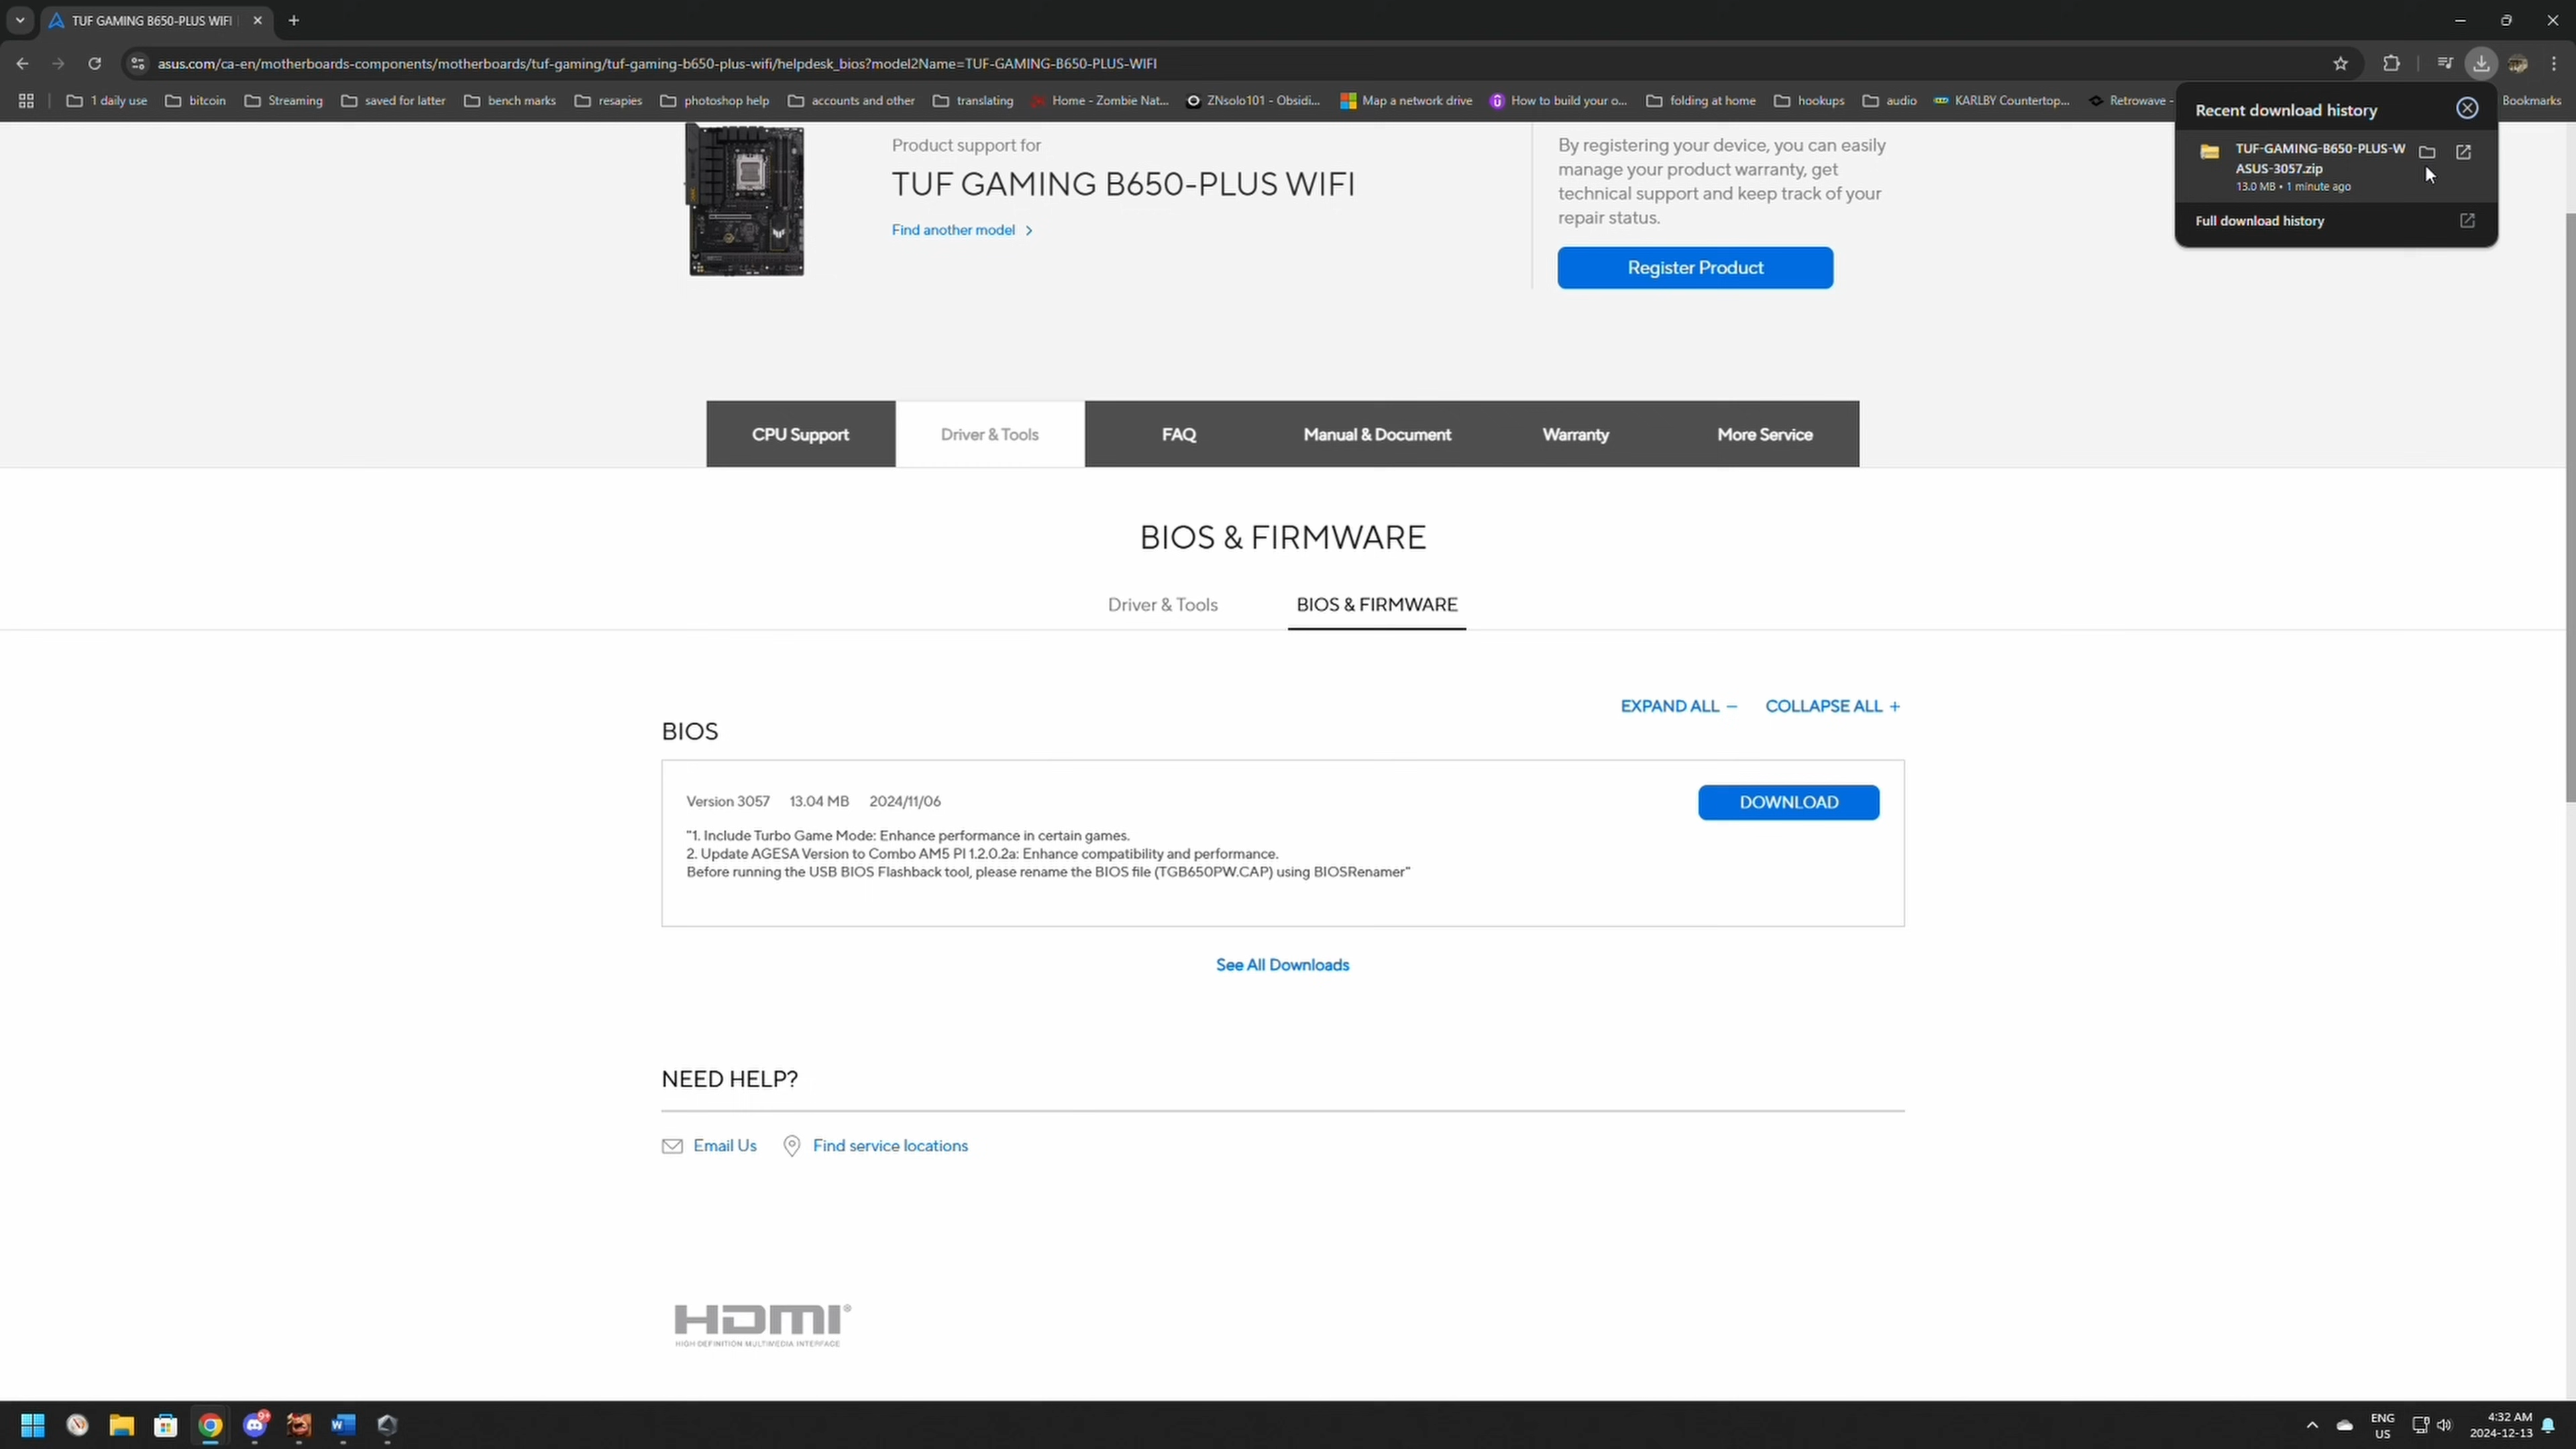 TUF GAMING B650-PLUS WIFI
asus.com/ca-en/motherboards-components/motherboards/tuf-gaming/tuf-gaming-b650-plus-wifi/helpdesk_bios?model2Name=TUF-GAMING-B650-PLUS-WIFI
1 daily use
bitcoin
Streaming
saved for latter
bench marks
resapies
photoshop help
accounts and other
translating
Home - Zombie Nat...
ZNsolo101 - Obsidi...
Map a network drive
How to build your o...
folding at home
hookups
audio
KARLBY Countertop...
Retrowave -
Bookmarks
Recent download history
TUF-GAMING-B650-PLUS-W
ASUS-3057.zip
13.0 MB • 1 minute ago
Full download history
Product support for
TUF GAMING B650-PLUS WIFI
Find another model
By registering your device, you can easily
manage your product warranty, get
technical support and keep track of your
repair status.
Register Product
CPU Support
Driver & Tools
FAQ
Manual & Document
Warranty
More Service
BIOS & FIRMWARE
Driver & Tools
BIOS & FIRMWARE
EXPAND ALL −
COLLAPSE ALL +
BIOS
Version 3057 13.04 MB 2024/11/06
DOWNLOAD
"1. Include Turbo Game Mode: Enhance performance in certain games.
2. Update AGESA Version to Combo AM5 PI 1.2.0.2a: Enhance compatibility and performance.
Before running the USB BIOS Flashback tool, please rename the BIOS file (TGB650PW.CAP) using BIOSRenamer"
See All Downloads
NEED HELP?
Email Us
Find service locations
HDMI®
HIGH DEFINITION MULTIMEDIA INTERFACE
9+
W
ENG
US
4:32 AM
2024-12-13